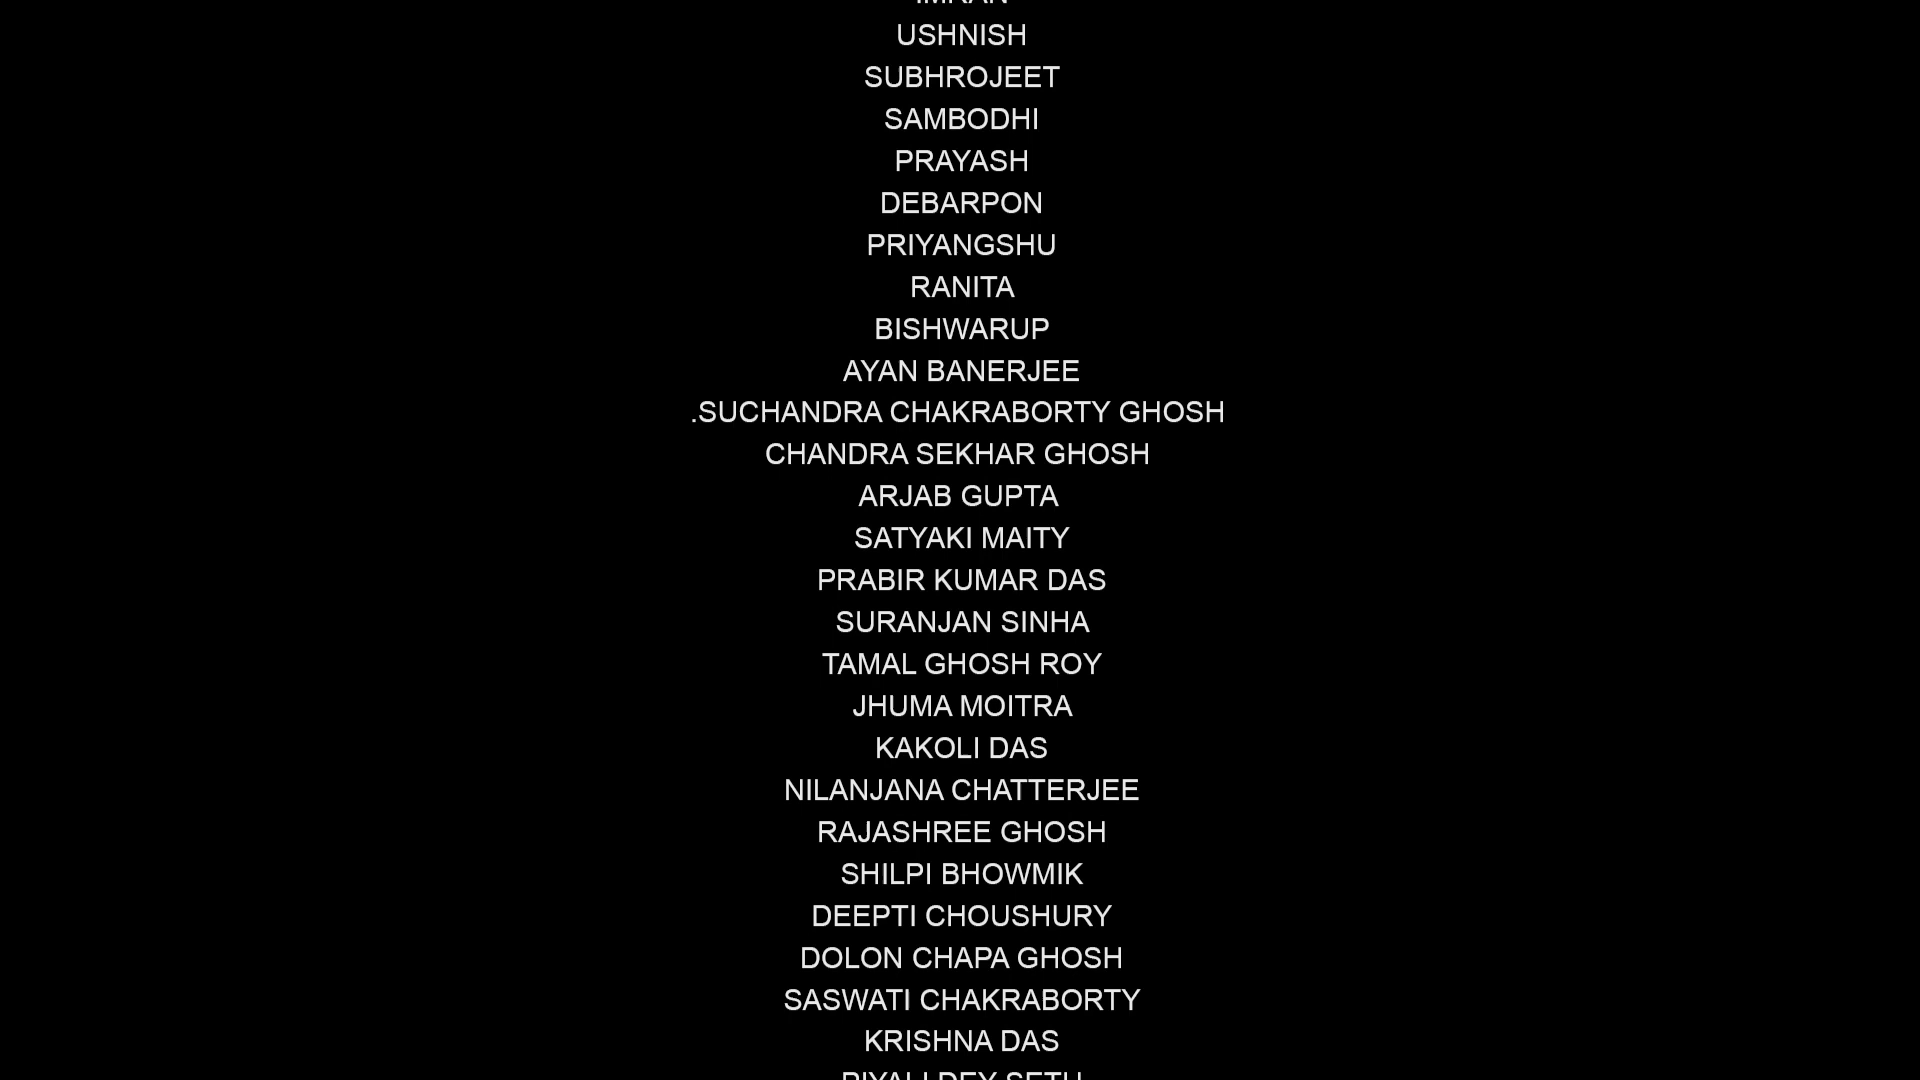 IMRAN
USHNISH
SUBHROJEET
SAMBODHI
PRAYASH
DEBARPON
PRIYANGSHU
RANITA
BISHWARUP
AYAN BANERJEE
.SUCHANDRA CHAKRABORTY GHOSH
CHANDRA SEKHAR GHOSH
ARJAB GUPTA
SATYAKI MAITY
PRABIR KUMAR DAS
SURANJAN SINHA
TAMAL GHOSH ROY
JHUMA MOITRA
KAKOLI DAS
NILANJANA CHATTERJEE
RAJASHREE GHOSH
SHILPI BHOWMIK
DEEPTI CHOUSHURY
DOLON CHAPA GHOSH
SASWATI CHAKRABORTY
KRISHNA DAS